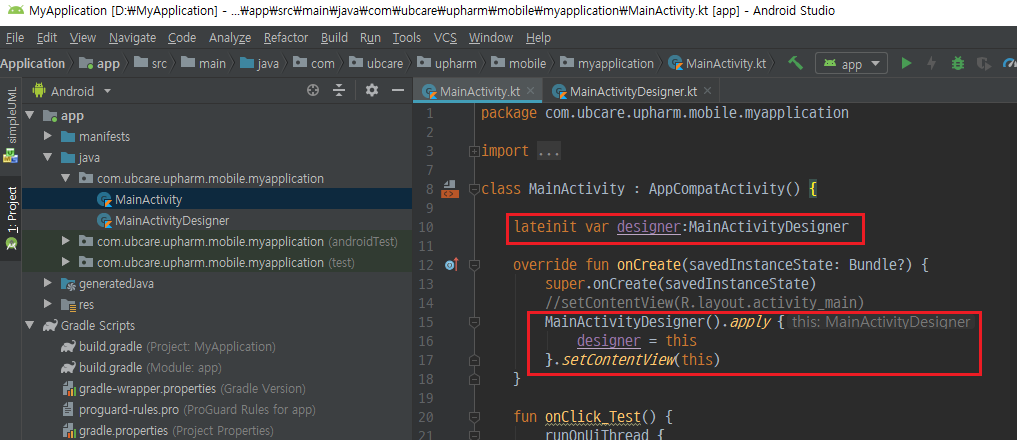 MyApplication [D:₩MyApplication] - ...₩app₩src₩main₩java₩com₩ubcare₩upharm₩mobile₩myapplication₩MainActivity.kt [app] - Android Studio
File Edit View Navigate Code Analyze Refactor Build Run Tools VCS Window Help
Application app src main java com ubcare upharm mobile myapplication MainActivity.kt app
simpleUML
1: Project
Android
app
manifests
java
com.ubcare.upharm.mobile.myapplication
MainActivity
MainActivityDesigner
com.ubcare.upharm.mobile.myapplication (androidTest)
com.ubcare.upharm.mobile.myapplication (test)
generatedJava
res
Gradle Scripts
build.gradle (Project: MyApplication)
build.gradle (Module: app)
gradle-wrapper.properties (Gradle Version)
proguard-rules.pro (ProGuard Rules for app)
gradle.properties (Project Properties)
MainActivity.kt MainActivityDesigner.kt
1 package com.ubcare.upharm.mobile.myapplication
2
3 import ...
7
8 class MainActivity : AppCompatActivity() {
9
10 lateinit var designer:MainActivityDesigner
11
12 override fun onCreate(savedInstanceState: Bundle?) {
13 super.onCreate(savedInstanceState)
14 //setContentView(R.layout.activity_main)
15 MainActivityDesigner().apply { this: MainActivityDesigner
16 designer = this
17 }.setContentView(this)
18 }
19
20 fun onClick_Test() {
21 runOnUiThread {